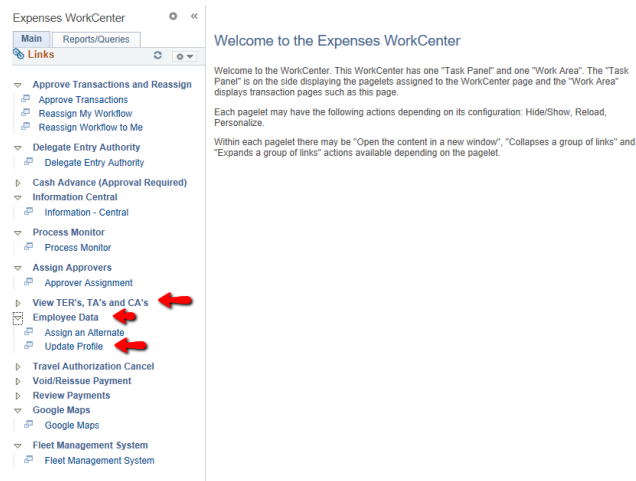 Expenses WorkCenter
Main
Reports/Queries
Links
Approve Transactions and Reassign
Approve Transactions
Reassign My Workflow
Reassign Workflow to Me
Delegate Entry Authority
Delegate Entry Authority
Cash Advance (Approval Required)
Information Central
Information - Central
Process Monitor
Process Monitor
Assign Approvers
Approver Assignment
View TER's, TA's and CA's
Employee Data
Assign an Alternate
Update Profile
Travel Authorization Cancel
Void/Reissue Payment
Review Payments
Google Maps
Google Maps
Fleet Management System
Fleet Management System
Welcome to the Expenses WorkCenter
Welcome to the WorkCenter. This WorkCenter has one "Task Panel" and one "Work Area". The "Task
Panel" is on the side displaying the pagelets assigned to the WorkCenter page and the "Work Area"
displays transaction pages such as this page.
Each pagelet may have the following actions depending on its configuration: Hide/Show, Reload,
Personalize.
Within each pagelet there may be "Open the content in a new window", "Collapses a group of links" and
"Expands a group of links" actions available depending on the pagelet.